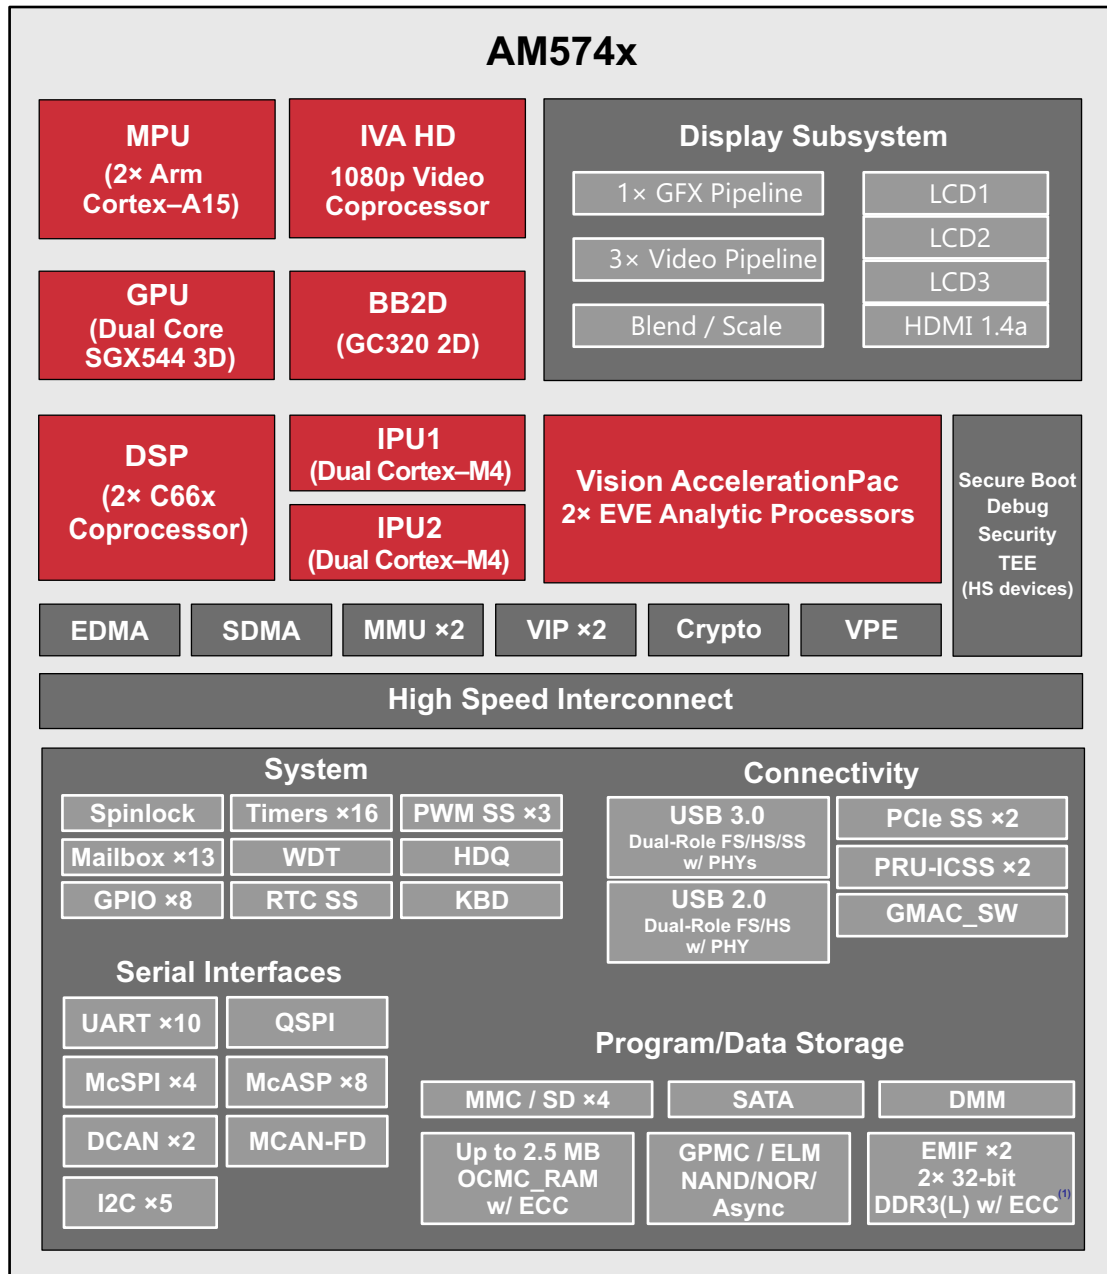 AM574x
MPU
(2× Arm
Cortex–A15)
IVA HD
1080p Video
Coprocessor
Display Subsystem
1× GFX Pipeline
3× Video Pipeline
Blend / Scale
LCD1
LCD2
LCD3
HDMI 1.4a
GPU
(Dual Core
SGX544 3D)
BB2D
(GC320 2D)
DSP
(2× C66x
Coprocessor)
IPU1
(Dual Cortex–M4)
IPU2
(Dual Cortex–M4)
Vision AccelerationPac
2× EVE Analytic Processors
Secure Boot
Debug
Security
TEE
(HS devices)
EDMA
SDMA
MMU ×2
VIP ×2
Crypto
VPE
High Speed Interconnect
System
Spinlock
Timers ×16
PWM SS ×3
Mailbox ×13
WDT
HDQ
GPIO ×8
RTC SS
KBD
Connectivity
USB 3.0
Dual-Role FS/HS/SS
w/ PHYs
USB 2.0
Dual-Role FS/HS
w/ PHY
PCIe SS ×2
PRU-ICSS ×2
GMAC_SW
Serial Interfaces
UART ×10
QSPI
McSPI ×4
McASP ×8
DCAN ×2
MCAN-FD
I2C ×5
Program/Data Storage
MMC / SD ×4
SATA
DMM
Up to 2.5 MB
OCMC_RAM
w/ ECC
GPMC / ELM
NAND/NOR/
Async
EMIF ×2
2× 32-bit
DDR3(L) w/ ECC(1)